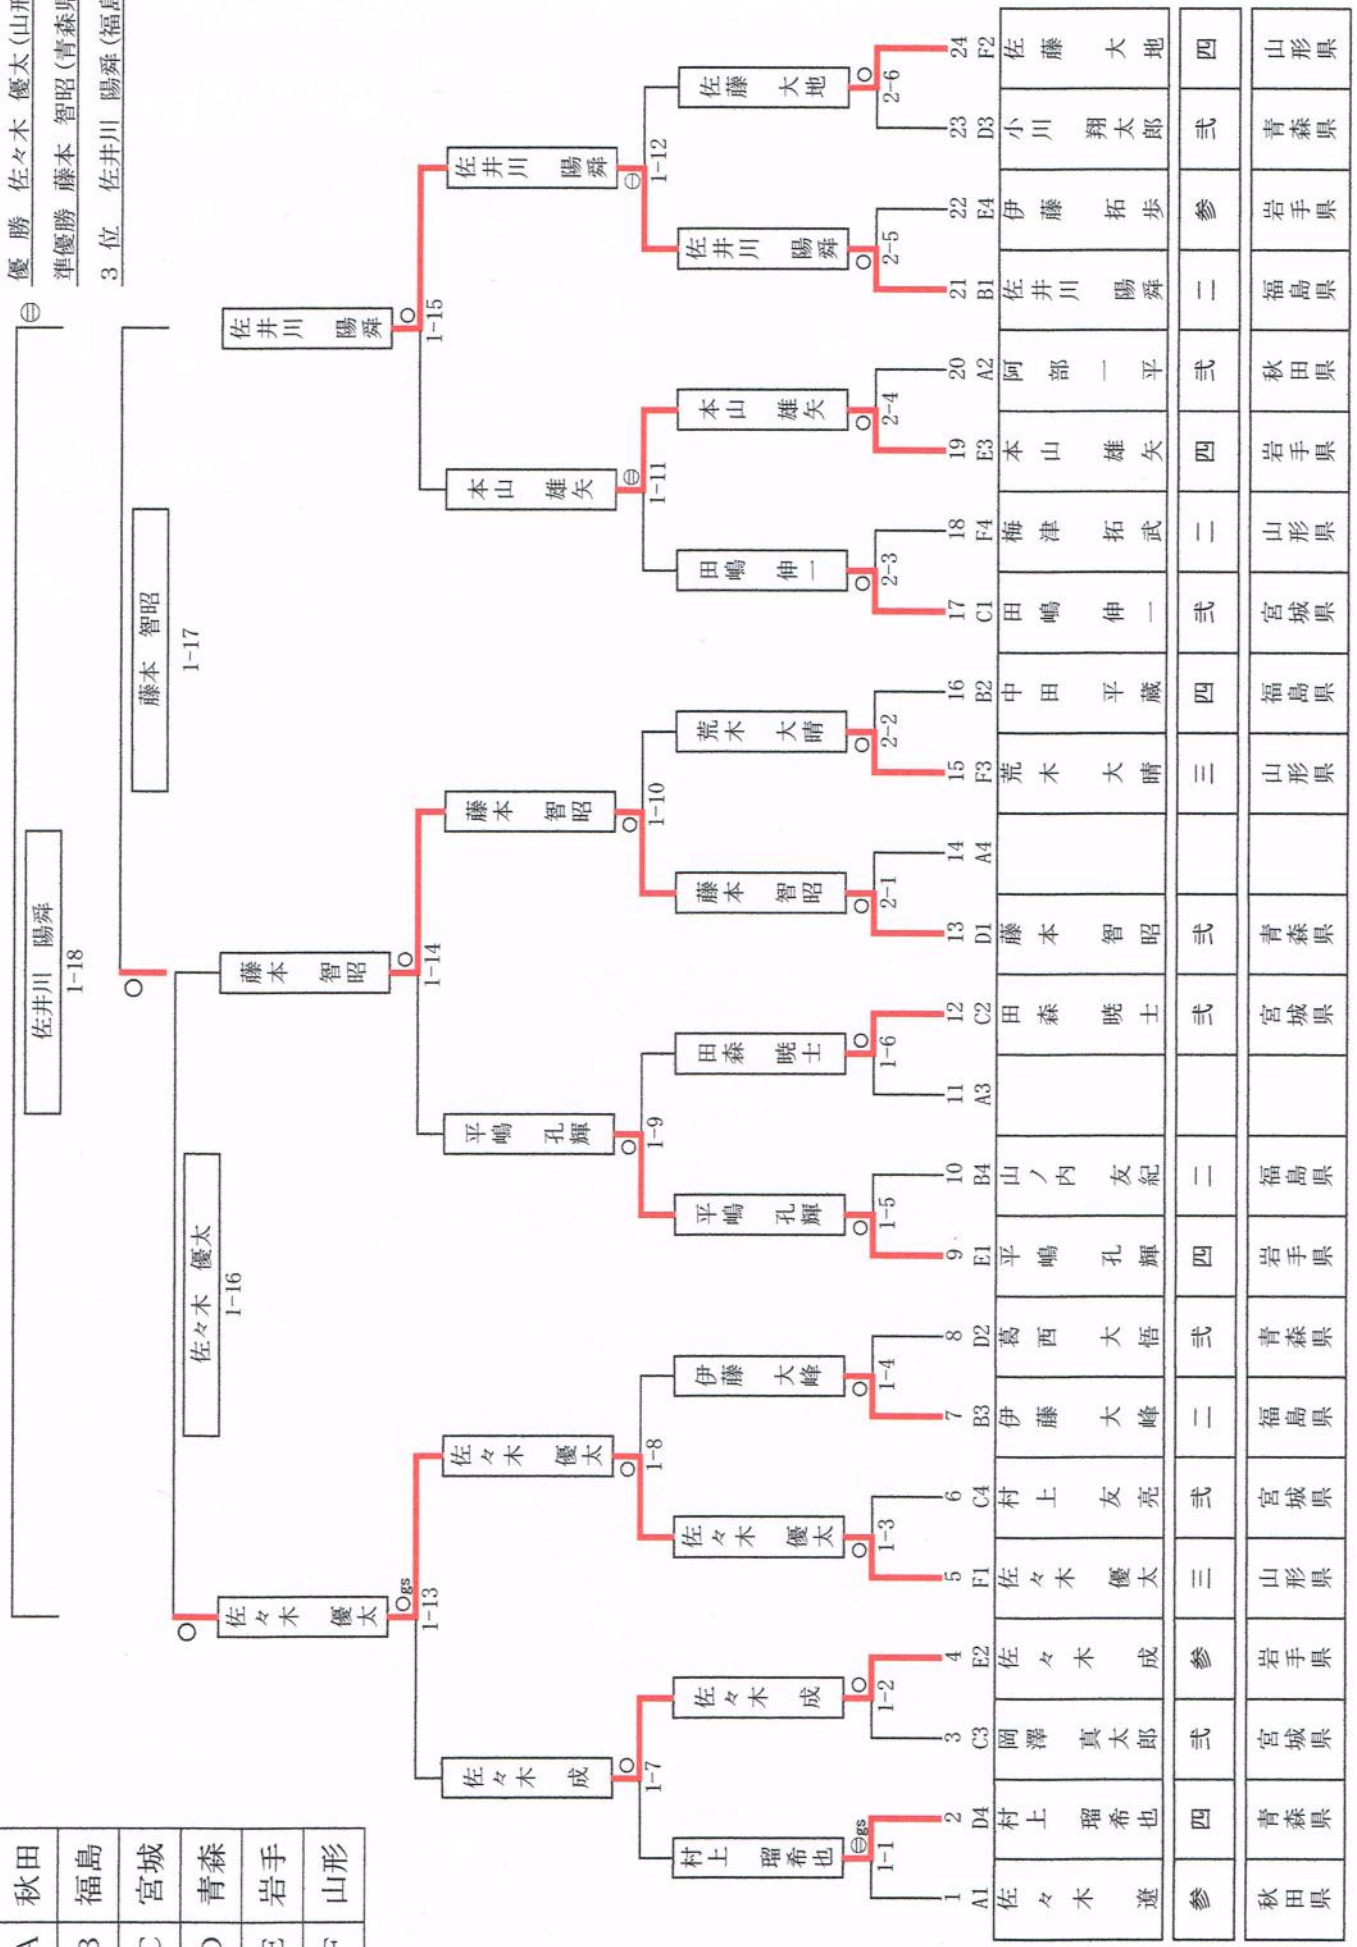 優　勝　佐々木　優太(山形
準優勝　藤本　智昭(青森県
3　位　佐井川　陽舜(福島
A　秋田
B　福島
C　宮城
D　青森
E　岩手
F　山形
佐井川　陽舜
1-18
佐々木　優太
1-16
藤本　智昭
1-17
佐々木　優太
gs
1-13
藤本　智昭
1-14
佐井川　陽舜
1-15
佐々木　成
1-7
佐々木　優太
1-8
平嶋　孔輝
1-9
藤本　智昭
1-10
本山　雄矢
1-11
佐井川　陽舜
1-12
村上　瑠希也
gs
1-1
佐々木　成
1-2
佐々木　優太
1-3
伊藤　大峰
1-4
平嶋　孔輝
1-5
田森　暁士
1-6
藤本　智昭
2-1
荒木　大晴
2-2
田嶋　伸一
2-3
本山　雄矢
2-4
佐井川　陽舜
2-5
佐藤　大地
2-6
1　A1　佐々木　遼　参　秋田県
2　D4　村上　瑠希也　四　青森県
3　C3　岡澤　真太郎　弐　宮城県
4　E2　佐々木　成　参　岩手県
5　F1　佐々木　優太　三　山形県
6　C4　村上　友亮　弐　宮城県
7　B3　伊藤　大峰　二　福島県
8　D2　葛西　大悟　弐　青森県
9　E1　平嶋　孔輝　四　岩手県
10　B4　山ノ内　友紀　二　福島県
11　A3
12　C2　田森　暁士　弐　宮城県
13　D1　藤本　智昭　弐　青森県
14　A4
15　F3　荒木　大晴　三　山形県
16　B2　中田　平蔵　四　福島県
17　C1　田嶋　伸一　弐　宮城県
18　F4　梅津　拓武　二　山形県
19　E3　本山　雄矢　四　岩手県
20　A2　阿部　一平　弐　秋田県
21　B1　佐井川　陽舜　二　福島県
22　E4　伊藤　拓歩　参　岩手県
23　D3　小川　翔太郎　弐　青森県
24　F2　佐藤　大地　四　山形県